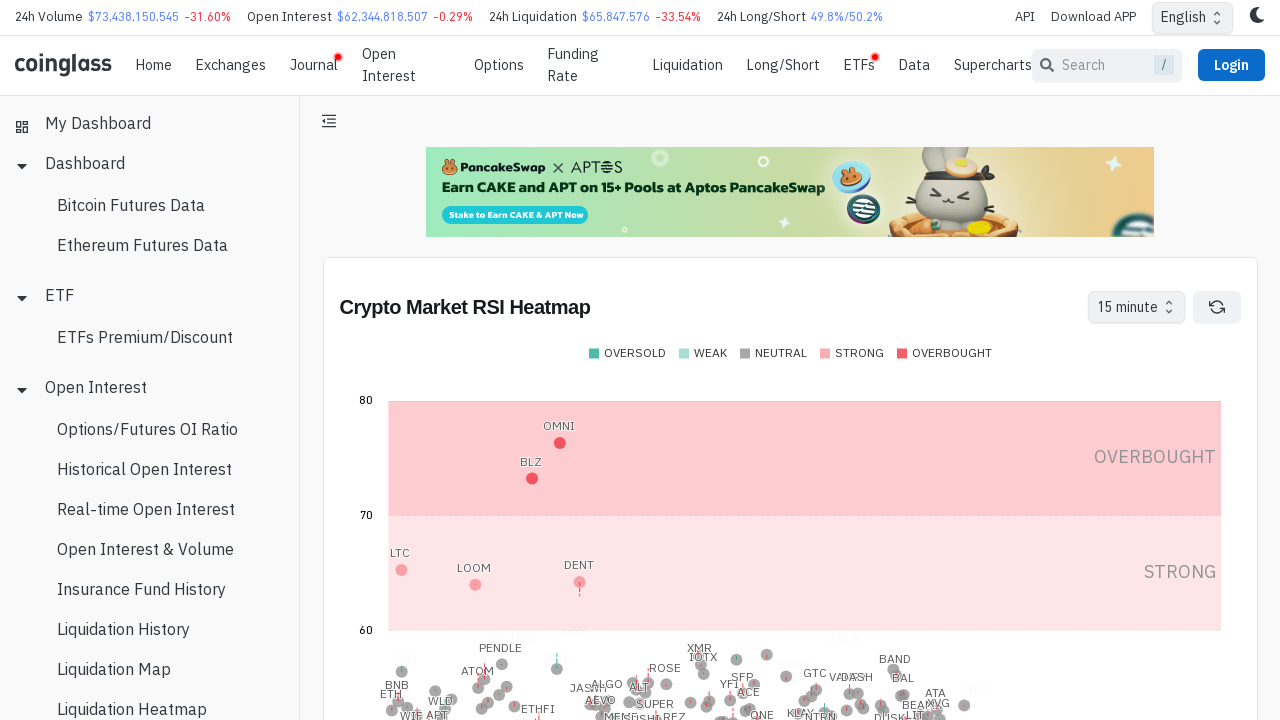 24h Volume $73,438,150,545 -31.60% Open Interest $62,344,818,507 -0.29% 24h Liquidation $65,847,576 -33.54% 24h Long/Short 49.8%/50.2% API Download APP English
coinglass Home Exchanges Journal Open Interest Options Funding Rate Liquidation Long/Short ETFs Data Supercharts Search / Login
My Dashboard
Dashboard
Bitcoin Futures Data
Ethereum Futures Data
ETF
ETFs Premium/Discount
Open Interest
Options/Futures OI Ratio
Historical Open Interest
Real-time Open Interest
Open Interest & Volume
Insurance Fund History
Liquidation History
Liquidation Map
Liquidation Heatmap
PancakeSwap × APTOS
Earn CAKE and APT on 15+ Pools at Aptos PancakeSwap
Stake to Earn CAKE & APT Now
Crypto Market RSI Heatmap 15 minute
OVERSOLD WEAK NEUTRAL STRONG OVERBOUGHT
80
OMNI
OVERBOUGHT
BLZ
70
LTC
DENT
LOOM
STRONG
60
PENDLE XMR
IOTX BAND
ATOM ROSE GTC
SFP DASH BAL
BNB ALGO YFI
ETH ALT ACE ATA
WLD AEVO SUPER XVG
ETHFI BEAM
WIF APT ONE KLAY DUSK